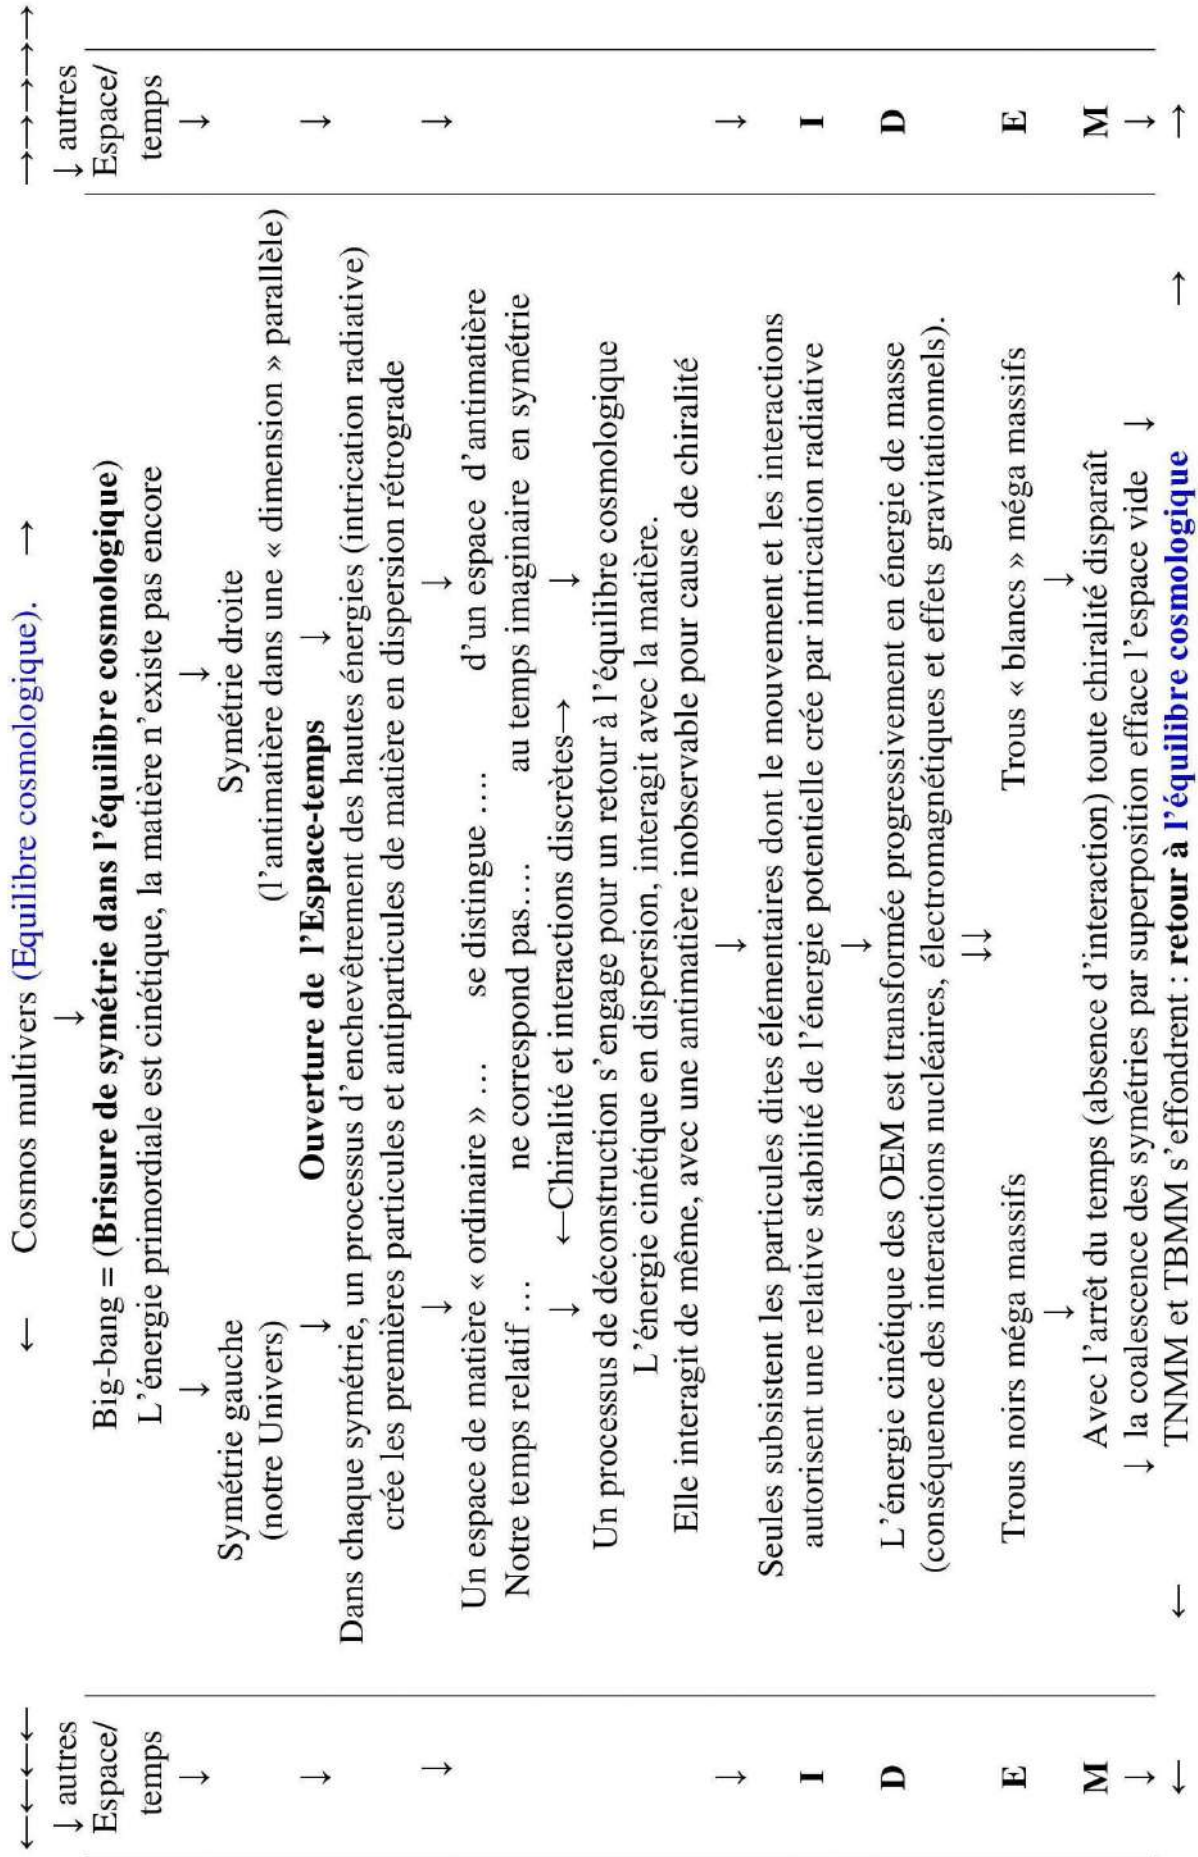 ←←←←
↓ autres
Espace/
temps
↓
↓
↓
↓
I
D
E
M
↓
←
← Cosmos multivers (Equilibre cosmologique). →
↓
Big-bang = (Brisure de symétrie dans l'équilibre cosmologique)
L'énergie primordiale est cinétique, la matière n'existe pas encore
↓ ↓
Symétrie gauche Symétrie droite
(notre Univers) (l'antimatière dans une « dimension » parallèle)
↓ Ouverture de l'Espace-temps ↓
Dans chaque symétrie, un processus d'enchevêtrement des hautes énergies (intrication radiative)
crée les premières particules et antiparticules de matière en dispersion rétrograde
↓ ↓
Un espace de matière « ordinaire » … se distingue …. d'un espace d'antimatière
Notre temps relatif … ne correspond pas…. au temps imaginaire en symétrie
↓ ←Chiralité et interactions discrètes→ ↓
Un processus de déconstruction s'engage pour un retour à l'équilibre cosmologique
L'énergie cinétique en dispersion, interagit avec la matière.
Elle interagit de même, avec une antimatière inobservable pour cause de chiralité
↓
Seules subsistent les particules dites élémentaires dont le mouvement et les interactions
autorisent une relative stabilité de l'énergie potentielle crée par intrication radiative
↓
L'énergie cinétique des OEM est transformée progressivement en énergie de masse
(conséquence des interactions nucléaires, électromagnétiques et effets gravitationnels).
↓↓
Trous noirs méga massifs Trous « blancs » méga massifs
↓ ↓
Avec l'arrêt du temps (absence d'interaction) toute chiralité disparaît
↓ la coalescence des symétries par superposition efface l'espace vide ↓
← TNMM et TBMM s'effondrent : retour à l'équilibre cosmologique →
→→→→
↓ autres
Espace/
temps
↓
↓
↓
↓
I
D
E
M
↓
→